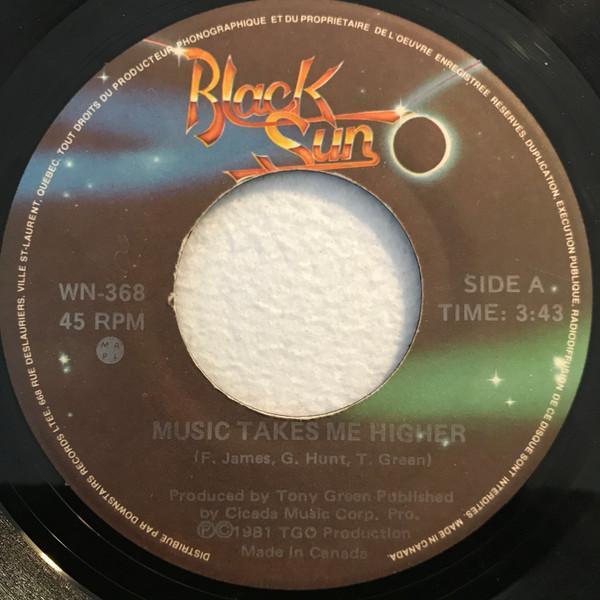 TOUT DROITS DU PRODUCTEUR PHONOGRAPHIQUE ET DU PROPRIÉTAIRE DE L'OEUVRE ENREGISTREE RESERVES, DUPLICATION, EXECUTION PUBLIQUE, RADIODIFFUSION DE CE DISQUE SONT INTERDITES. MADE IN CANADA.
Black
Sun
WN-368
45 RPM
M A
P L
SIDE A.
TIME: 3:43
MUSIC TAKES ME HIGHER
(F. James, G. Hunt, T. Green)
Produced by Tony Green Published
by Cicada Music Corp. Pro.
Ⓟ©1981 TGO Production
Made in Canada
DISTRIBUE PAR DOWNSTAIRS RECORDS LTEE. 668 RUE DESLAURIERS, VILLE ST-LAURENT, QUEBEC.